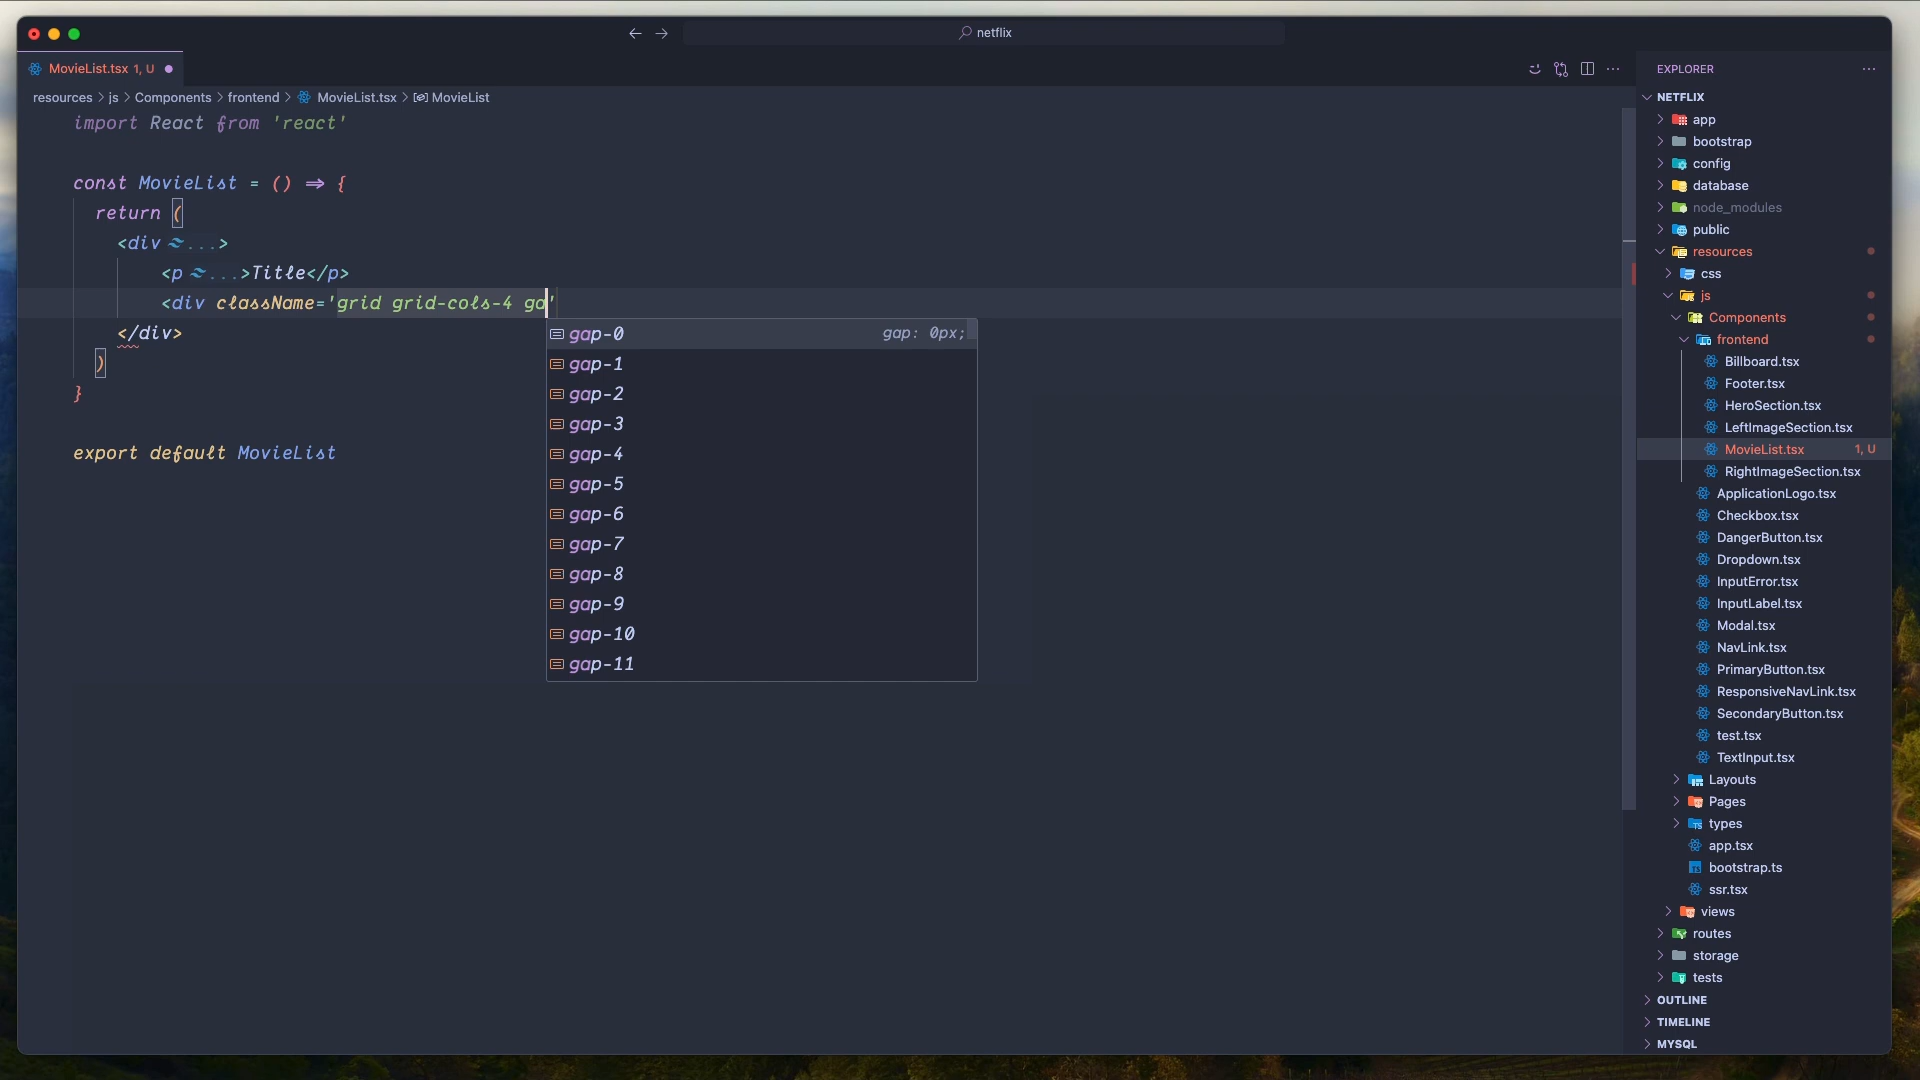 netflix
MovieList.tsx 1, U
resources > js > Components > frontend > MovieList.tsx > MovieList
import React from 'react'
const MovieList = () => {
return (
<div ...>
<p ...>Title</p>
<div className='grid grid-cols-4 ga'
</div>
)
}
export default MovieList
gap-0 gap: 0px;
gap-1
gap-2
gap-3
gap-4
gap-5
gap-6
gap-7
gap-8
gap-9
gap-10
gap-11
EXPLORER
NETFLIX
app
bootstrap
config
database
node_modules
public
resources
css
js
Components
frontend
Billboard.tsx
Footer.tsx
HeroSection.tsx
LeftImageSection.tsx
MovieList.tsx 1, U
RightImageSection.tsx
ApplicationLogo.tsx
Checkbox.tsx
DangerButton.tsx
Dropdown.tsx
InputError.tsx
InputLabel.tsx
Modal.tsx
NavLink.tsx
PrimaryButton.tsx
ResponsiveNavLink.tsx
SecondaryButton.tsx
test.tsx
TextInput.tsx
Layouts
Pages
types
app.tsx
bootstrap.ts
ssr.tsx
views
routes
storage
tests
OUTLINE
TIMELINE
MYSQL